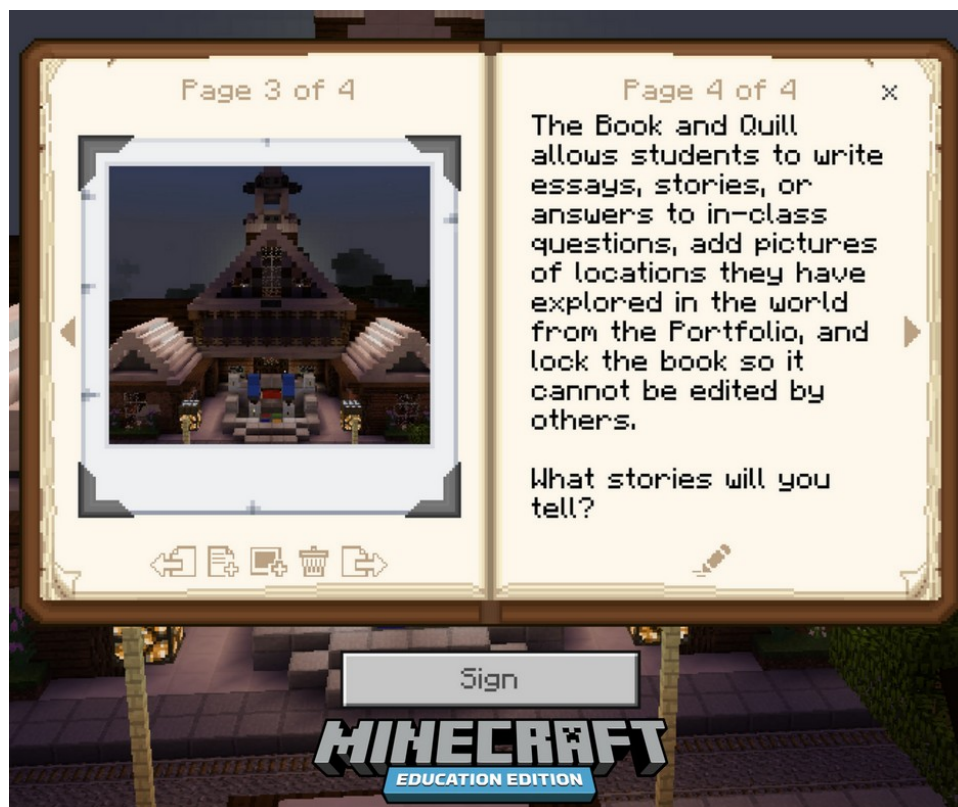 Page 3 of 4
Page 4 of 4
The Book and Quill
allows students to write
essays, stories, or
answers to in-class
questions, add pictures
of locations they have
explored in the world
from the Portfolio, and
lock the book so it
cannot be edited by
others.
What stories will you
tell?
Sign
MINECRAFT
EDUCATION EDITION